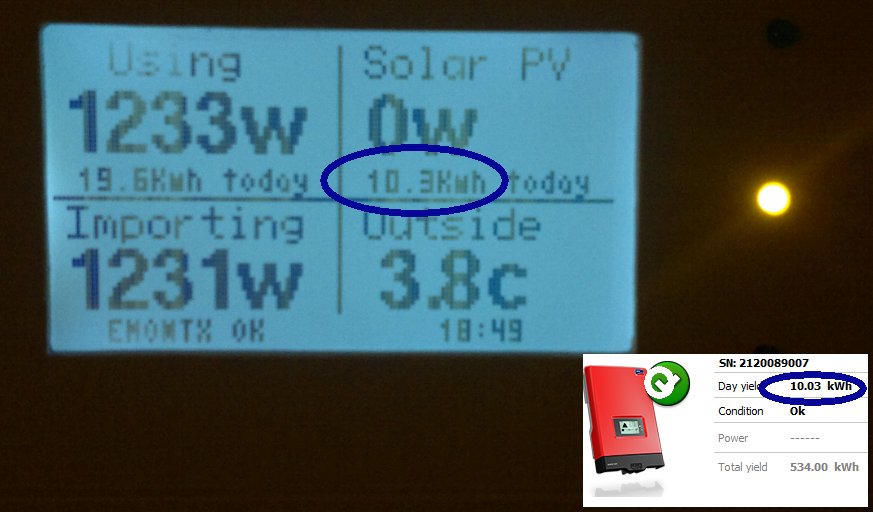 Using
1233w
19.6Kwh today
Solar PV
0w
10.3Kwh today
Importing
1231w
EMONTX OK
Outside
3.8c
18:49
SN: 2120089007
Day yield 10.03 kWh
Condition Ok
Power ------
Total yield 534.00 kWh